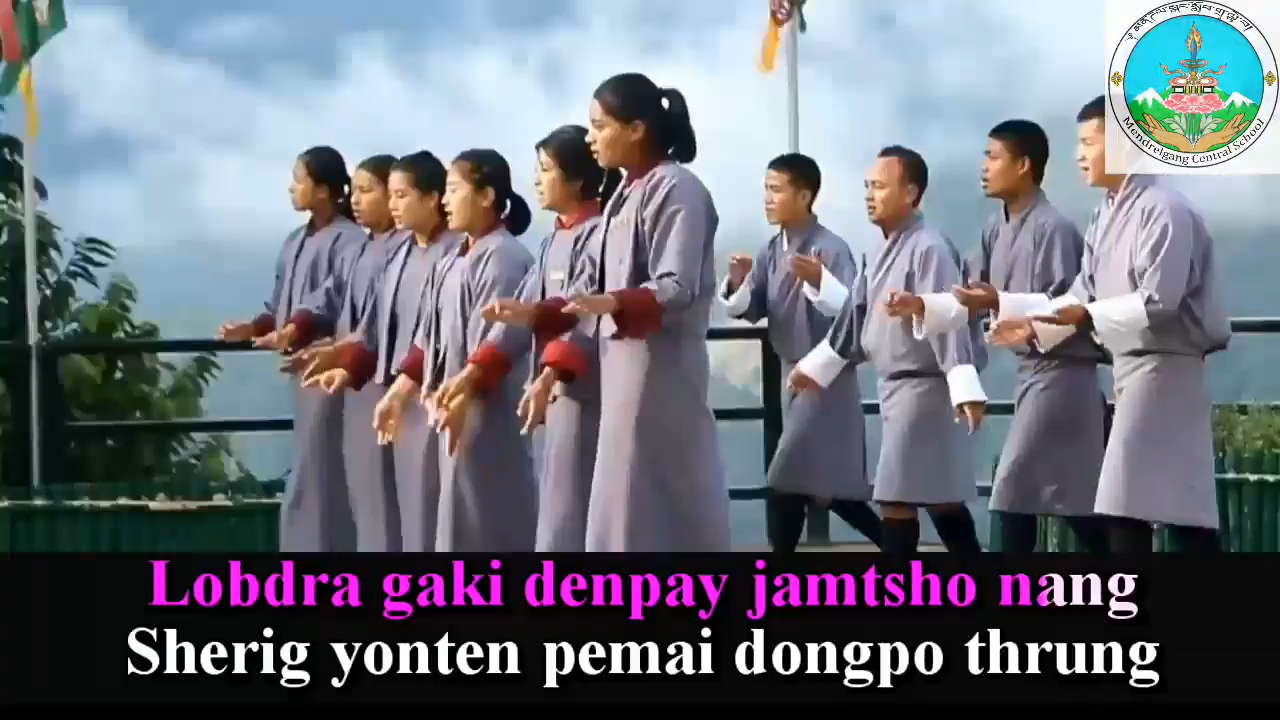 Mendrelgang Central School
Lobdra gaki denpay jamtsho nang
Sherig yonten pemai dongpo thrung